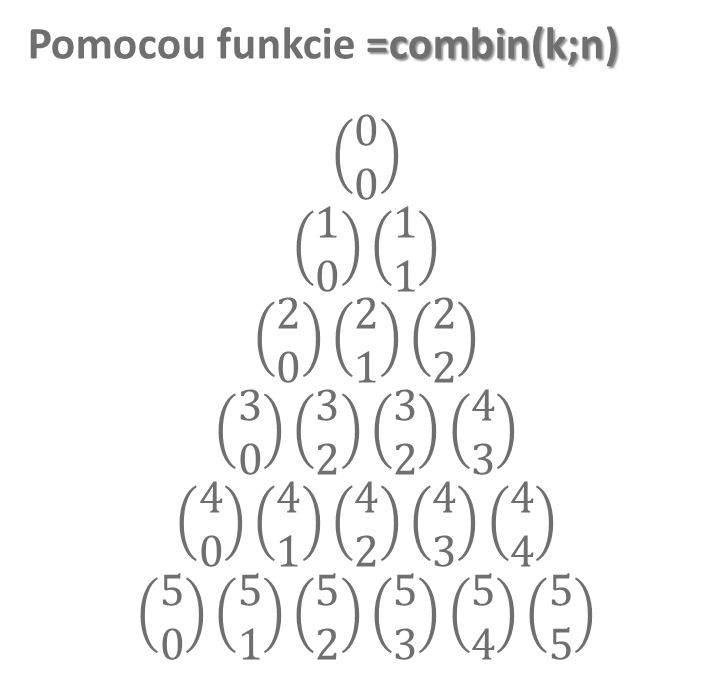 Pomocou funkcie =combin(k;n)
(0 0)
(1 0) (1 1)
(2 0) (2 1) (2 2)
(3 0) (3 2) (3 2) (4 3)
(4 0) (4 1) (4 2) (4 3) (4 4)
(5 0) (5 1) (5 2) (5 3) (5 4) (5 5)